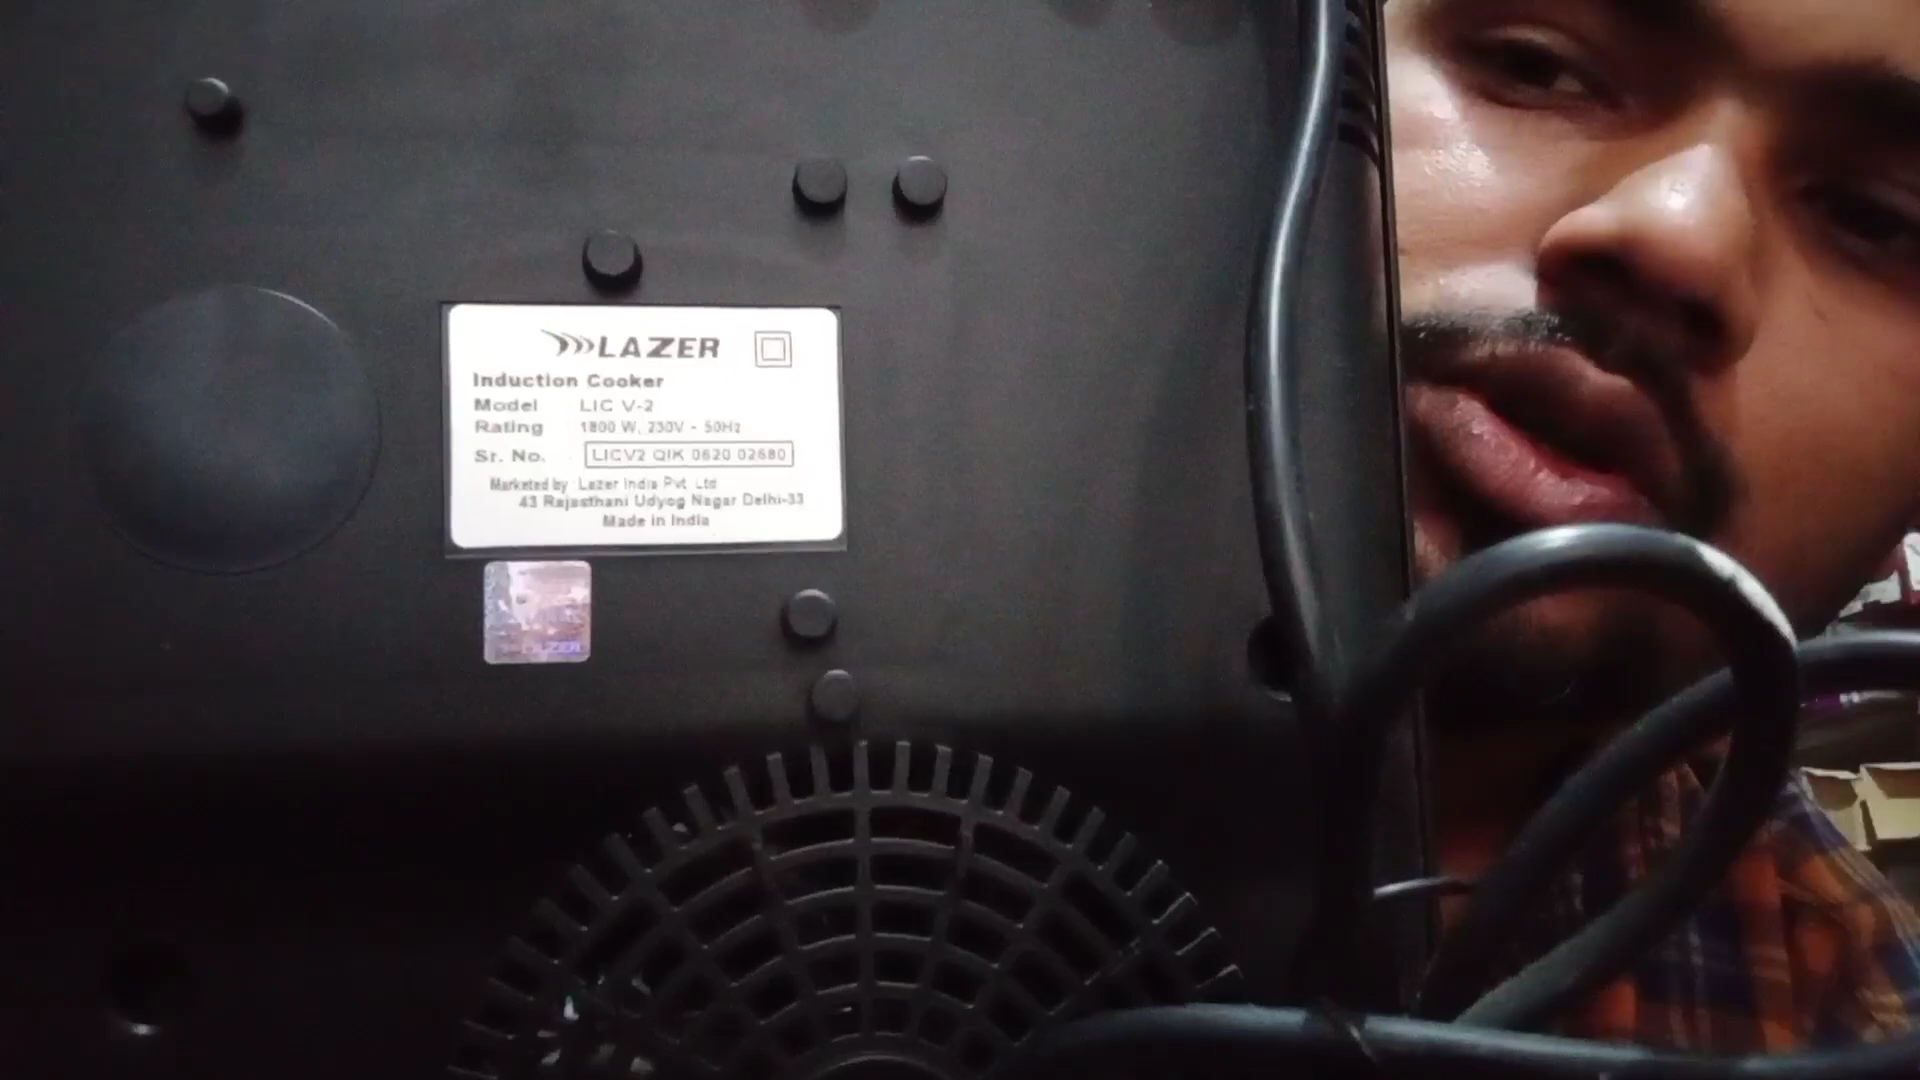 LAZER
Induction Cooker
Model LIC V-2
Rating 1800 W, 230V ~ 50Hz
Sr. No. LICV2 QIK 0620 02680
Marketed by : Lazer India Pvt. Ltd
43 Rajasthani Udyog Nagar Delhi-33
Made in India
LAZER